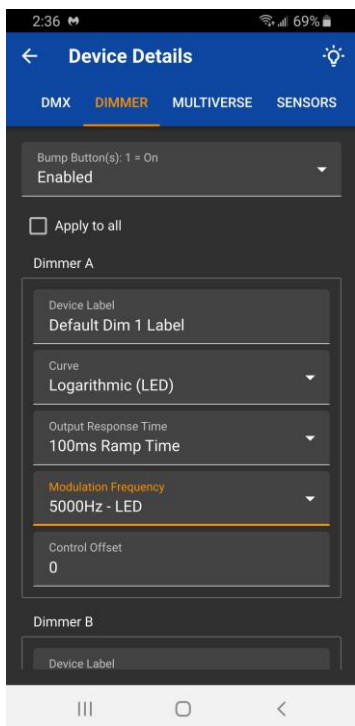 2:36 69%
Device Details
DMX DIMMER MULTIVERSE SENSORS
Bump Button(s): 1 = On
Enabled
Apply to all
Dimmer A
Device Label
Default Dim 1 Label
Curve
Logarithmic (LED)
Output Response Time
100ms Ramp Time
Modulation Frequency
5000Hz - LED
Control Offset
0
Dimmer B
Device Label